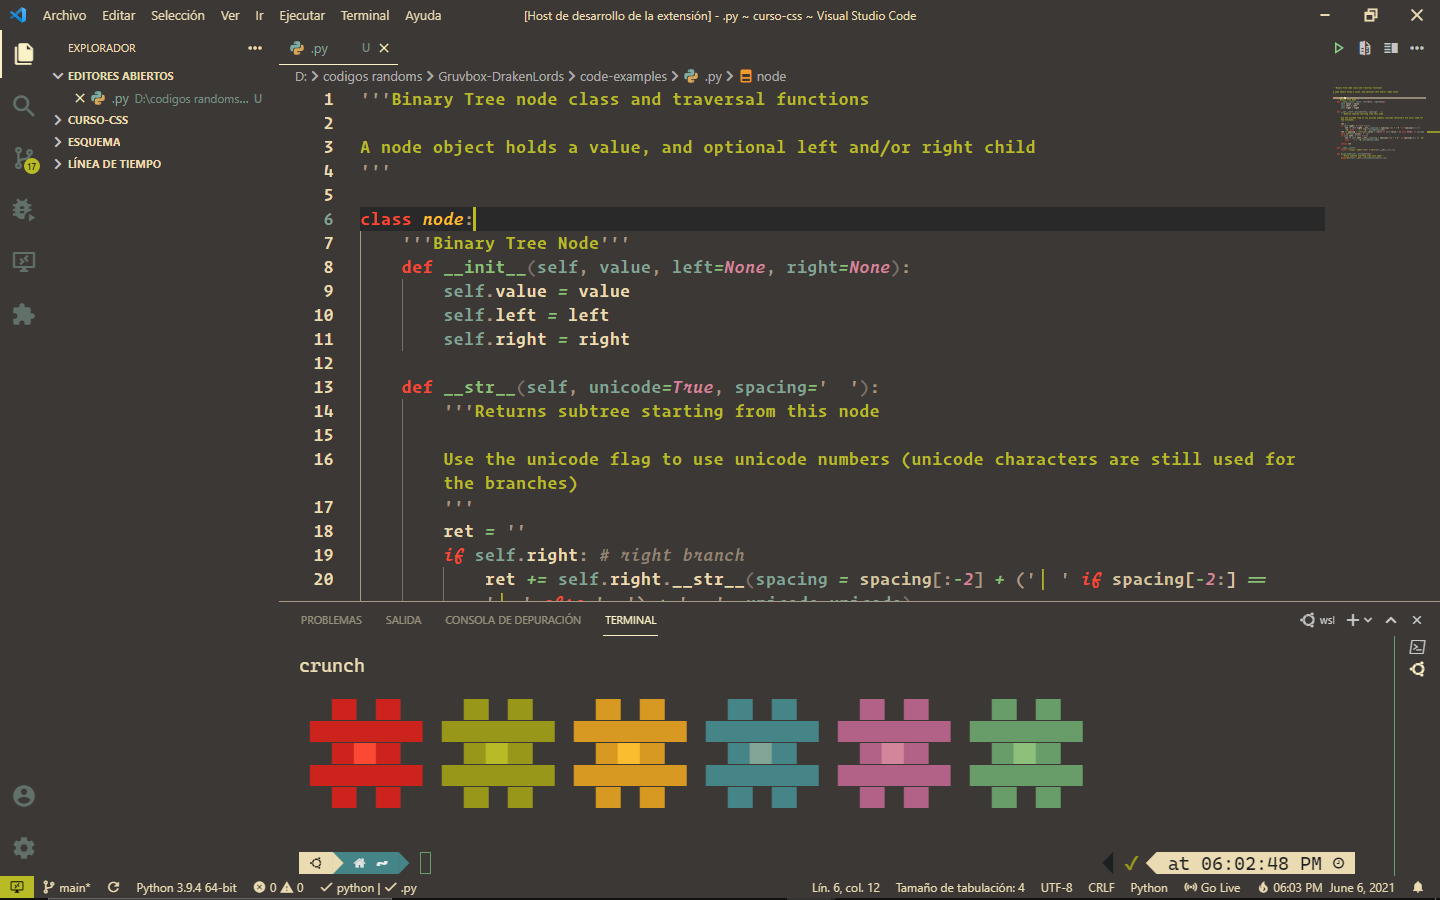 Archivo Editar Selección Ver Ir Ejecutar Terminal Ayuda [Host de desarrollo de la extensión] - .py ~ curso-css ~ Visual Studio Code
EXPLORADOR ···
EDITORES ABIERTOS
.py D:\codigos randoms... U
CURSO-CSS
ESQUEMA
LÍNEA DE TIEMPO
17
.py U
D: > codigos randoms > Gruvbox-DrakenLords > code-examples > .py > node
1 '''Binary Tree node class and traversal functions
2
3 A node object holds a value, and optional left and/or right child
4 '''
5
6 class node:
7 '''Binary Tree Node'''
8 def __init__(self, value, left=None, right=None):
9 self.value = value
10 self.left = left
11 self.right = right
12
13 def __str__(self, unicode=True, spacing='  '):
14 '''Returns subtree starting from this node
15
16 Use the unicode flag to use unicode numbers (unicode characters are still used for
the branches)
17 '''
18 ret = ''
19 if self.right: # right branch
20 ret += self.right.__str__(spacing = spacing[:-2] + ('│ ' if spacing[-2:] ==
PROBLEMAS SALIDA CONSOLA DE DEPURACIÓN TERMINAL wsl
crunch
~ at 06:02:48 PM
main* Python 3.9.4 64-bit 0 0 python | .py Lín. 6, col. 12 Tamaño de tabulación: 4 UTF-8 CRLF Python Go Live 06:03 PM June 6, 2021